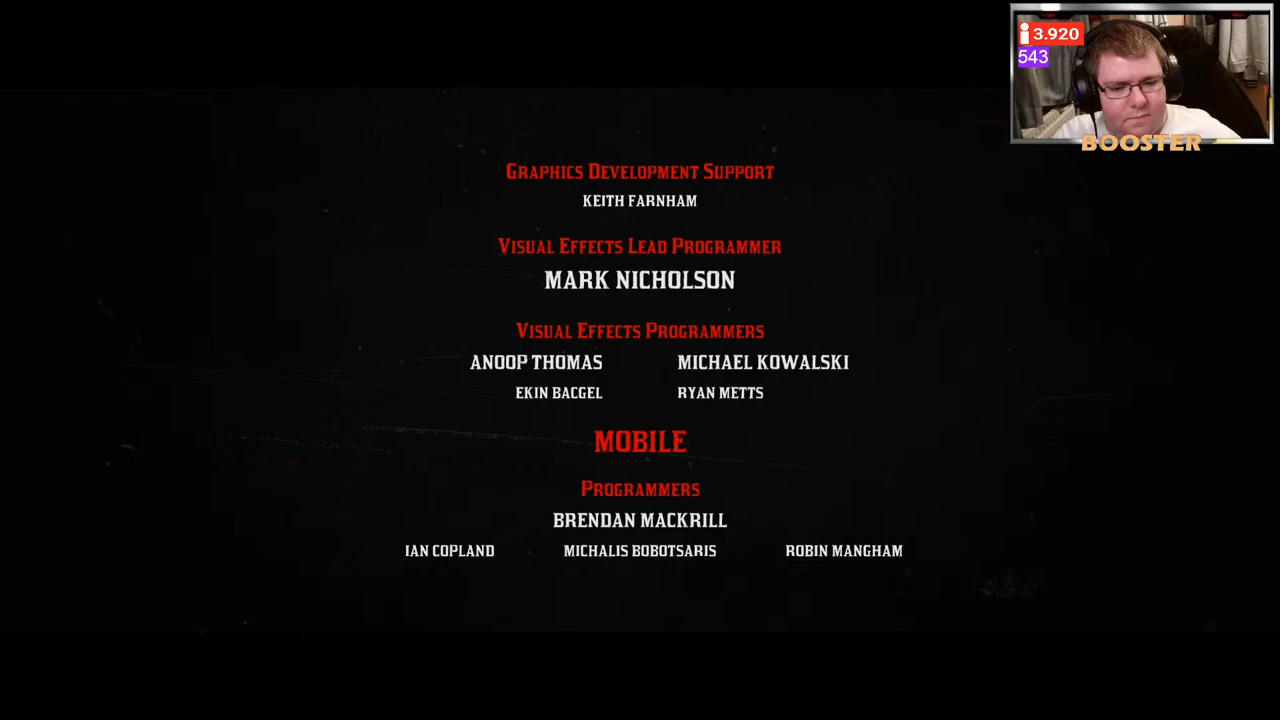 3.920
543
BOOSTER
GRAPHICS DEVELOPMENT SUPPORT
KEITH FARNHAM
VISUAL EFFECTS LEAD PROGRAMMER
MARK NICHOLSON
VISUAL EFFECTS PROGRAMMERS
ANOOP THOMAS MICHAEL KOWALSKI
EKIN BACGEL RYAN METTS
MOBILE
PROGRAMMERS
BRENDAN MACKRILL
IAN COPLAND MICHALIS BOBOTSARIS ROBIN MANGHAM